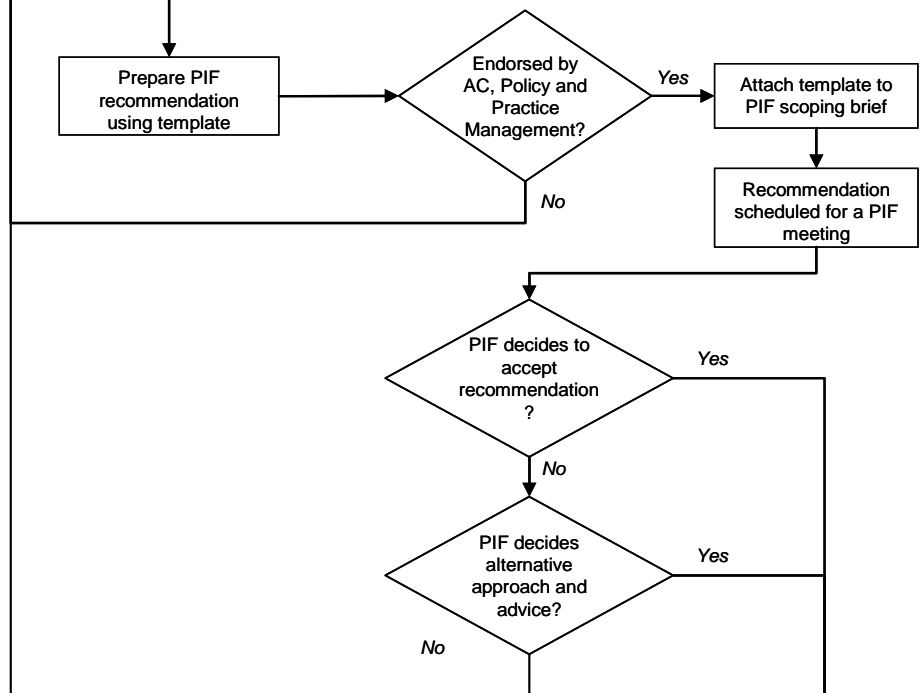 Prepare PIF
recommendation
using template
Endorsed by
AC, Policy and
Practice
Management?
Yes
Attach template to
PIF scoping brief
No
Recommendation
scheduled for a PIF
meeting
PIF decides to
accept
recommendation
?
Yes
No
PIF decides
alternative
approach and
advice?
Yes
No